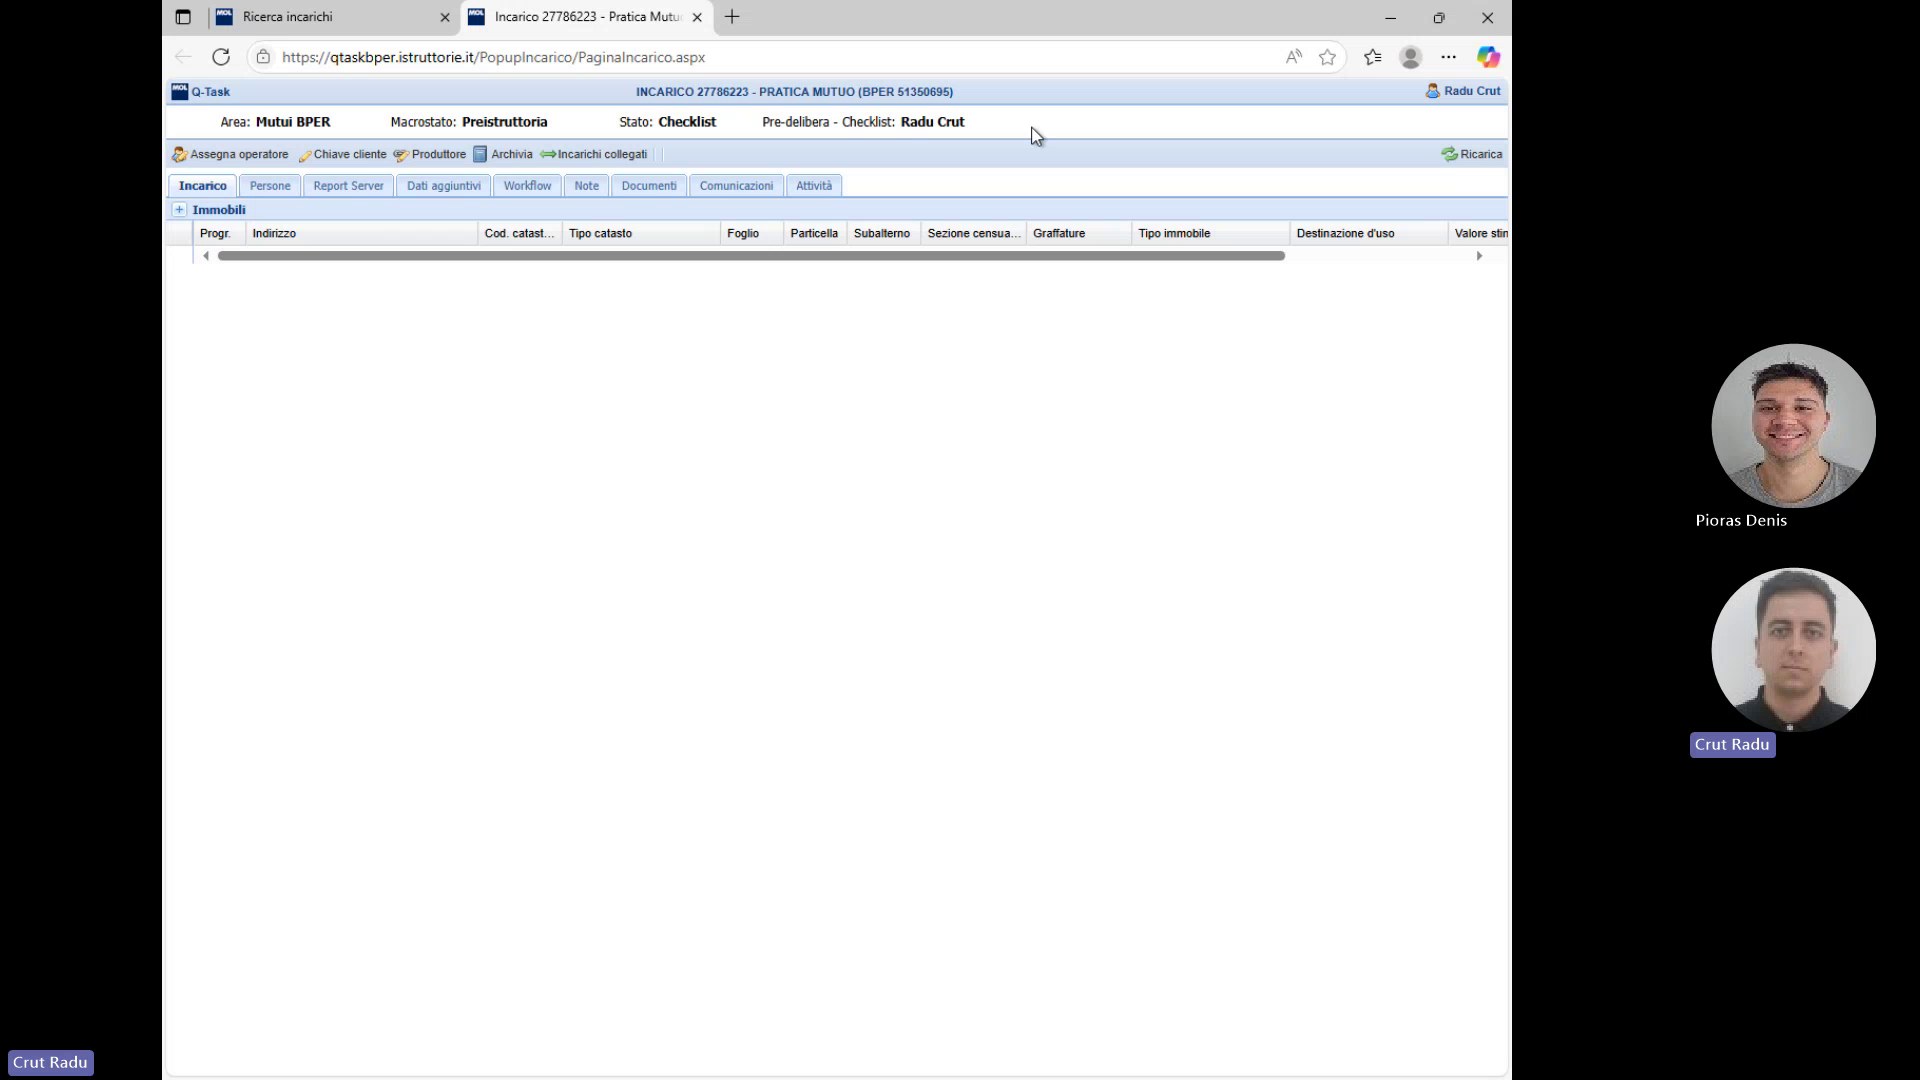 MOL Ricerca incarichi
MOL Incarico 27786223 - Pratica Mutu
https://qtaskbper.istruttorie.it/PopupIncarico/PaginaIncarico.aspx
MOL Q-Task
INCARICO 27786223 - PRATICA MUTUO (BPER 51350695)
Radu Crut
Area: Mutui BPER
Macrostato: Preistruttoria
Stato: Checklist
Pre-delibera - Checklist: Radu Crut
Assegna operatore
Chiave cliente
Produttore
Archivia
Incarichi collegati
Ricarica
Incarico
Persone
Report Server
Dati aggiuntivi
Workflow
Note
Documenti
Comunicazioni
Attività
Immobili
Progr.
Indirizzo
Cod. catast...
Tipo catasto
Foglio
Particella
Subalterno
Sezione censua...
Graffature
Tipo immobile
Destinazione d'uso
Valore stin
Pioras Denis
Crut Radu
Crut Radu